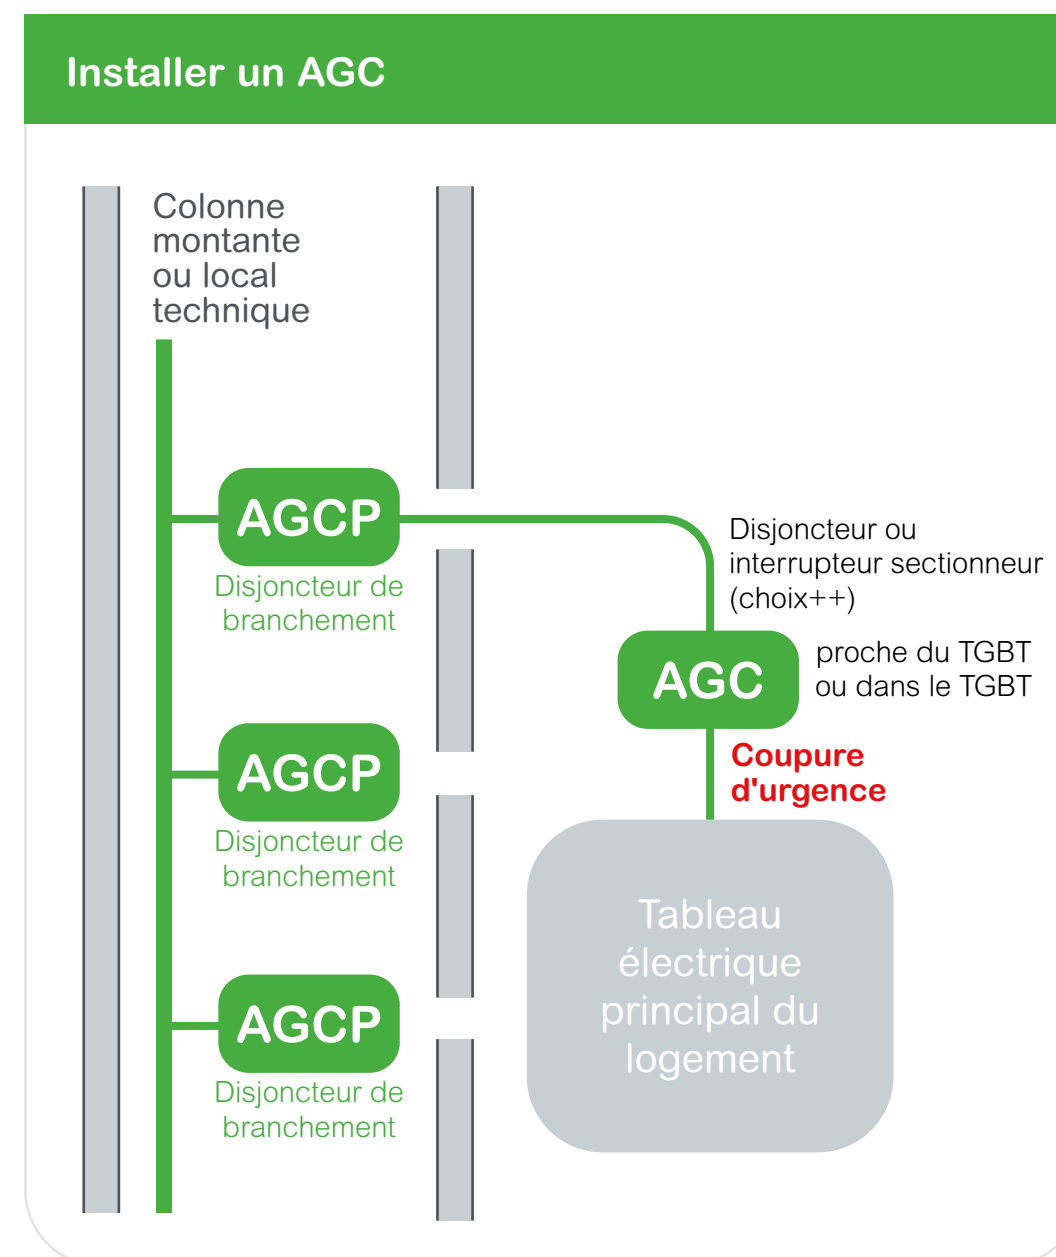 Installer un AGC
Colonne
montante
ou local
technique
AGCP
Disjoncteur de
branchement
Disjoncteur ou
interrupteur sectionneur
(choix++)
AGC
proche du TGBT
ou dans le TGBT
Coupure
d'urgence
AGCP
Disjoncteur de
branchement
Tableau
électrique
principal du
logement
AGCP
Disjoncteur de
branchement